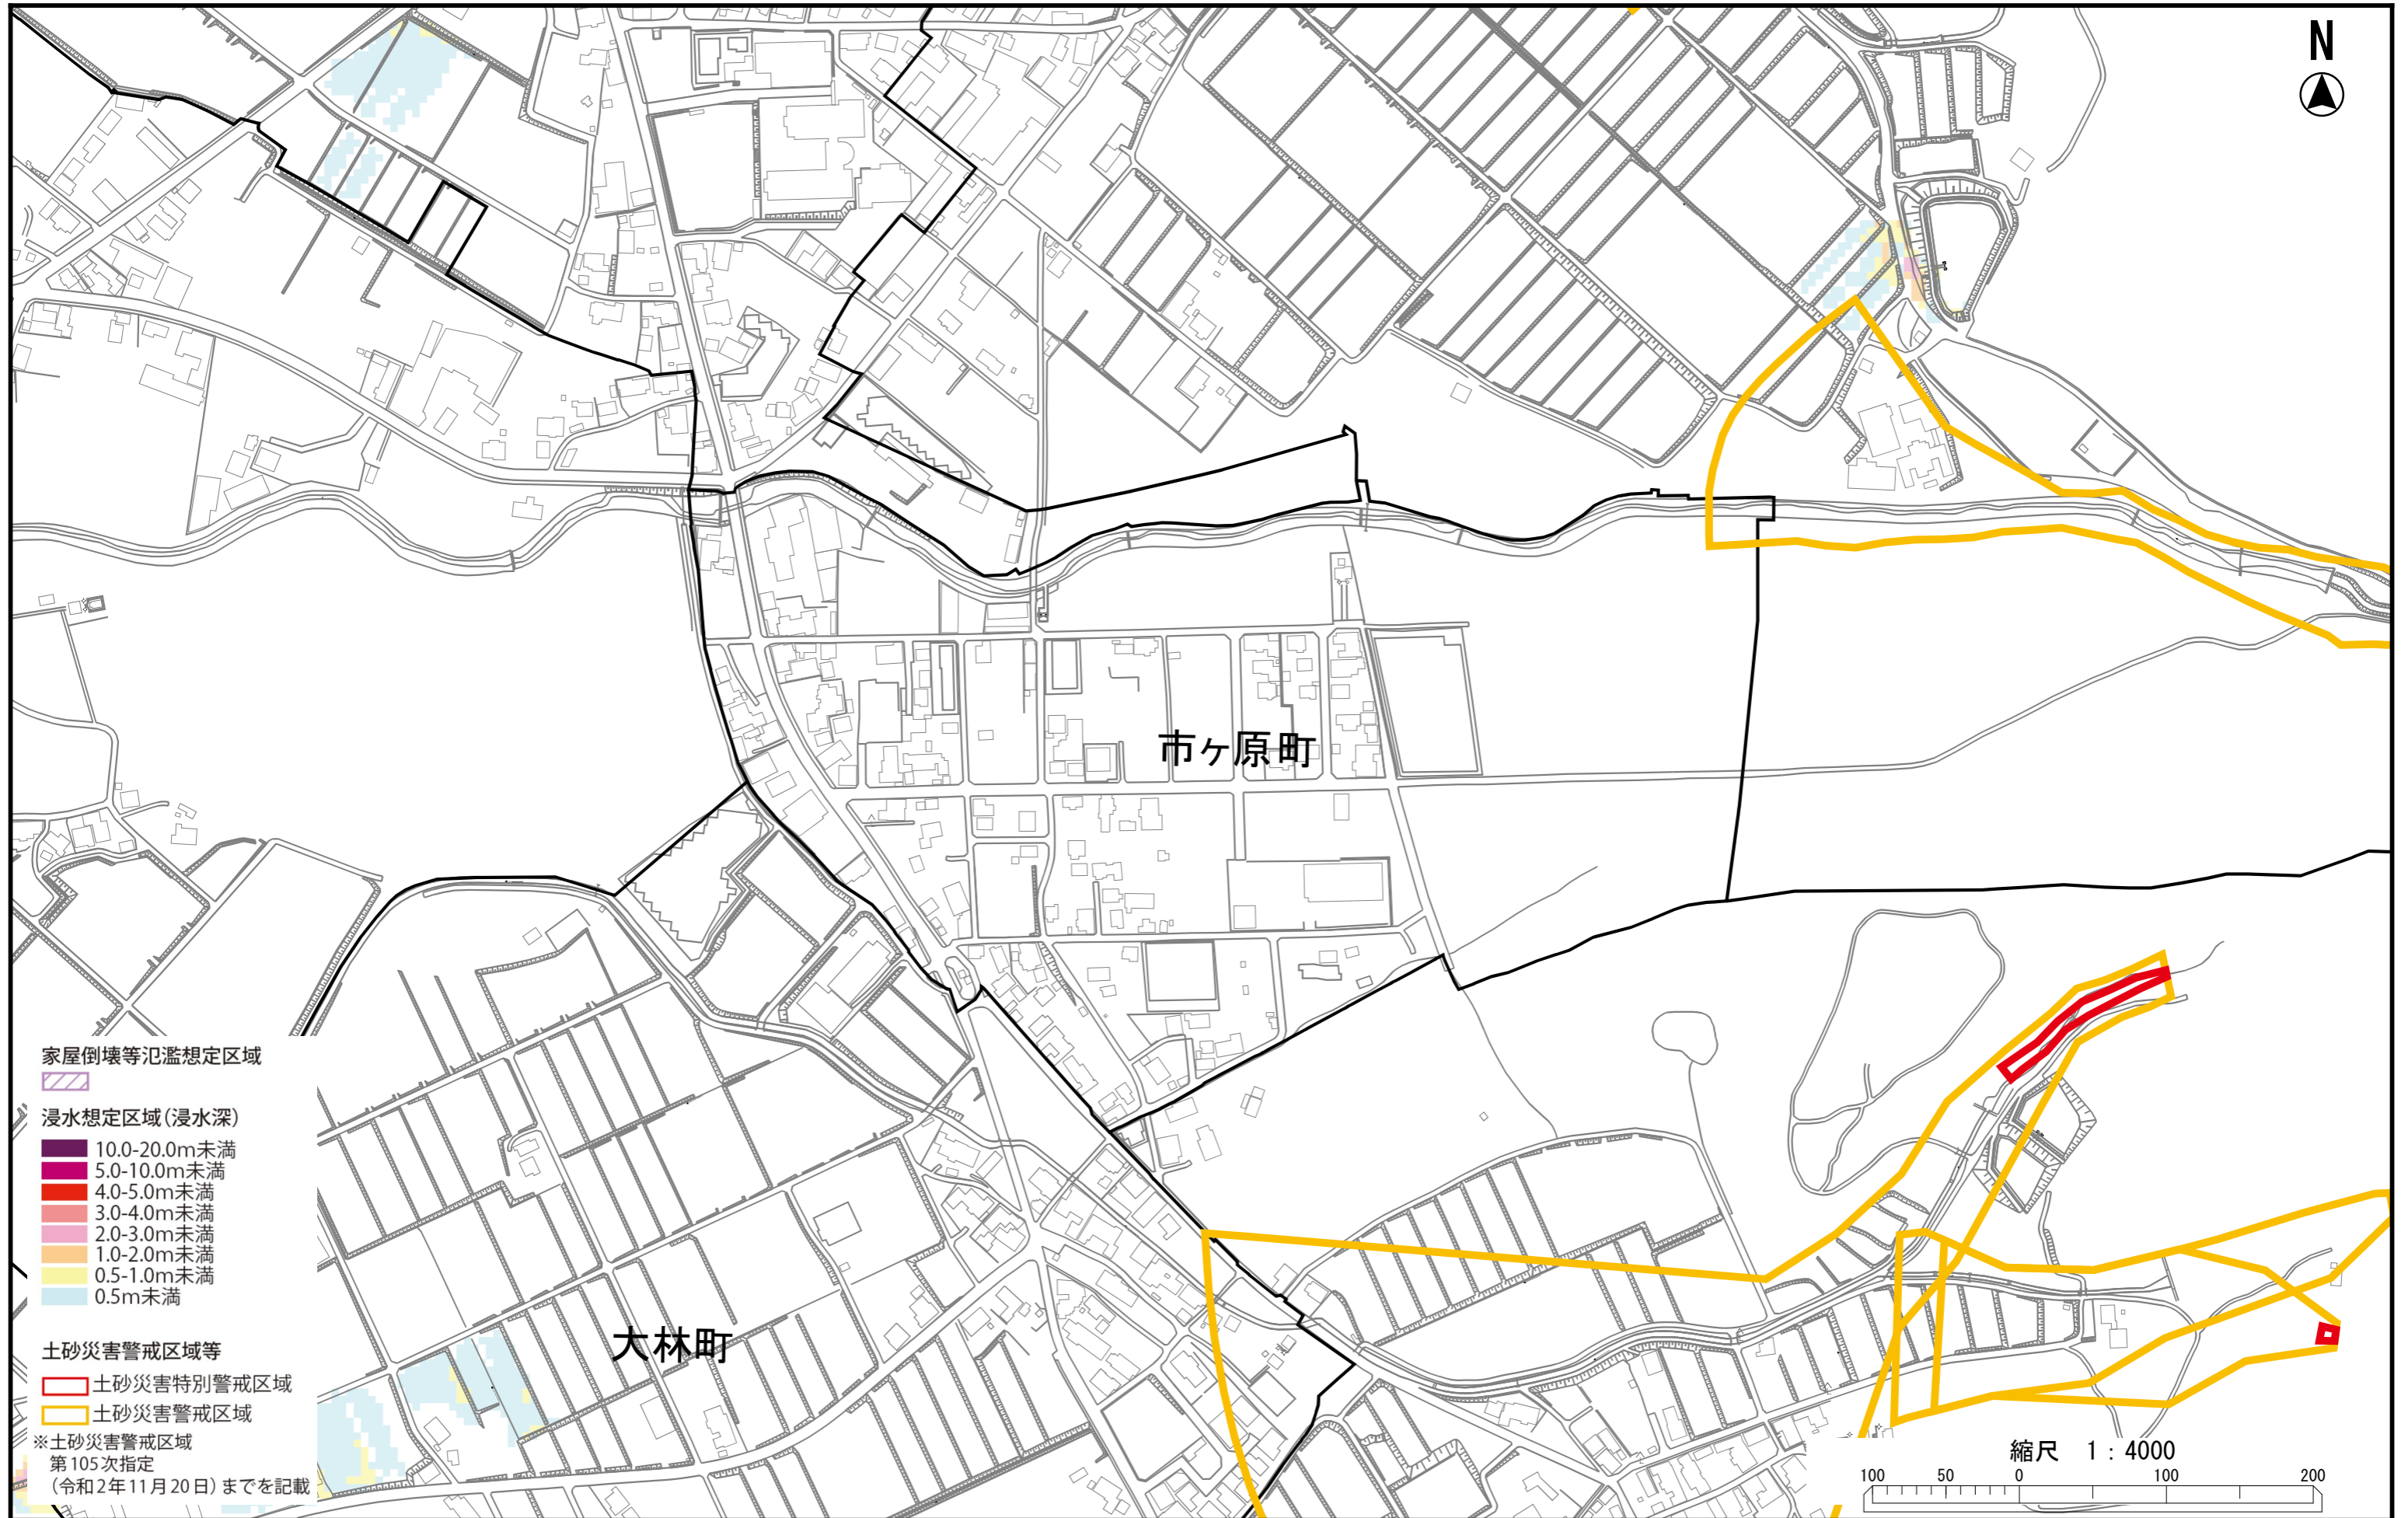 N
市ヶ原町
大林町
家屋倒壊等氾濫想定区域
浸水想定区域(浸水深)
10.0-20.0m未満
5.0-10.0m未満
4.0-5.0m未満
3.0-4.0m未満
2.0-3.0m未満
1.0-2.0m未満
0.5-1.0m未満
0.5m未満
土砂災害警戒区域等
土砂災害特別警戒区域
土砂災害警戒区域
※土砂災害警戒区域
第105次指定
(令和2年11月20日)までを記載
縮尺 1:4000
100 50 0 100 200